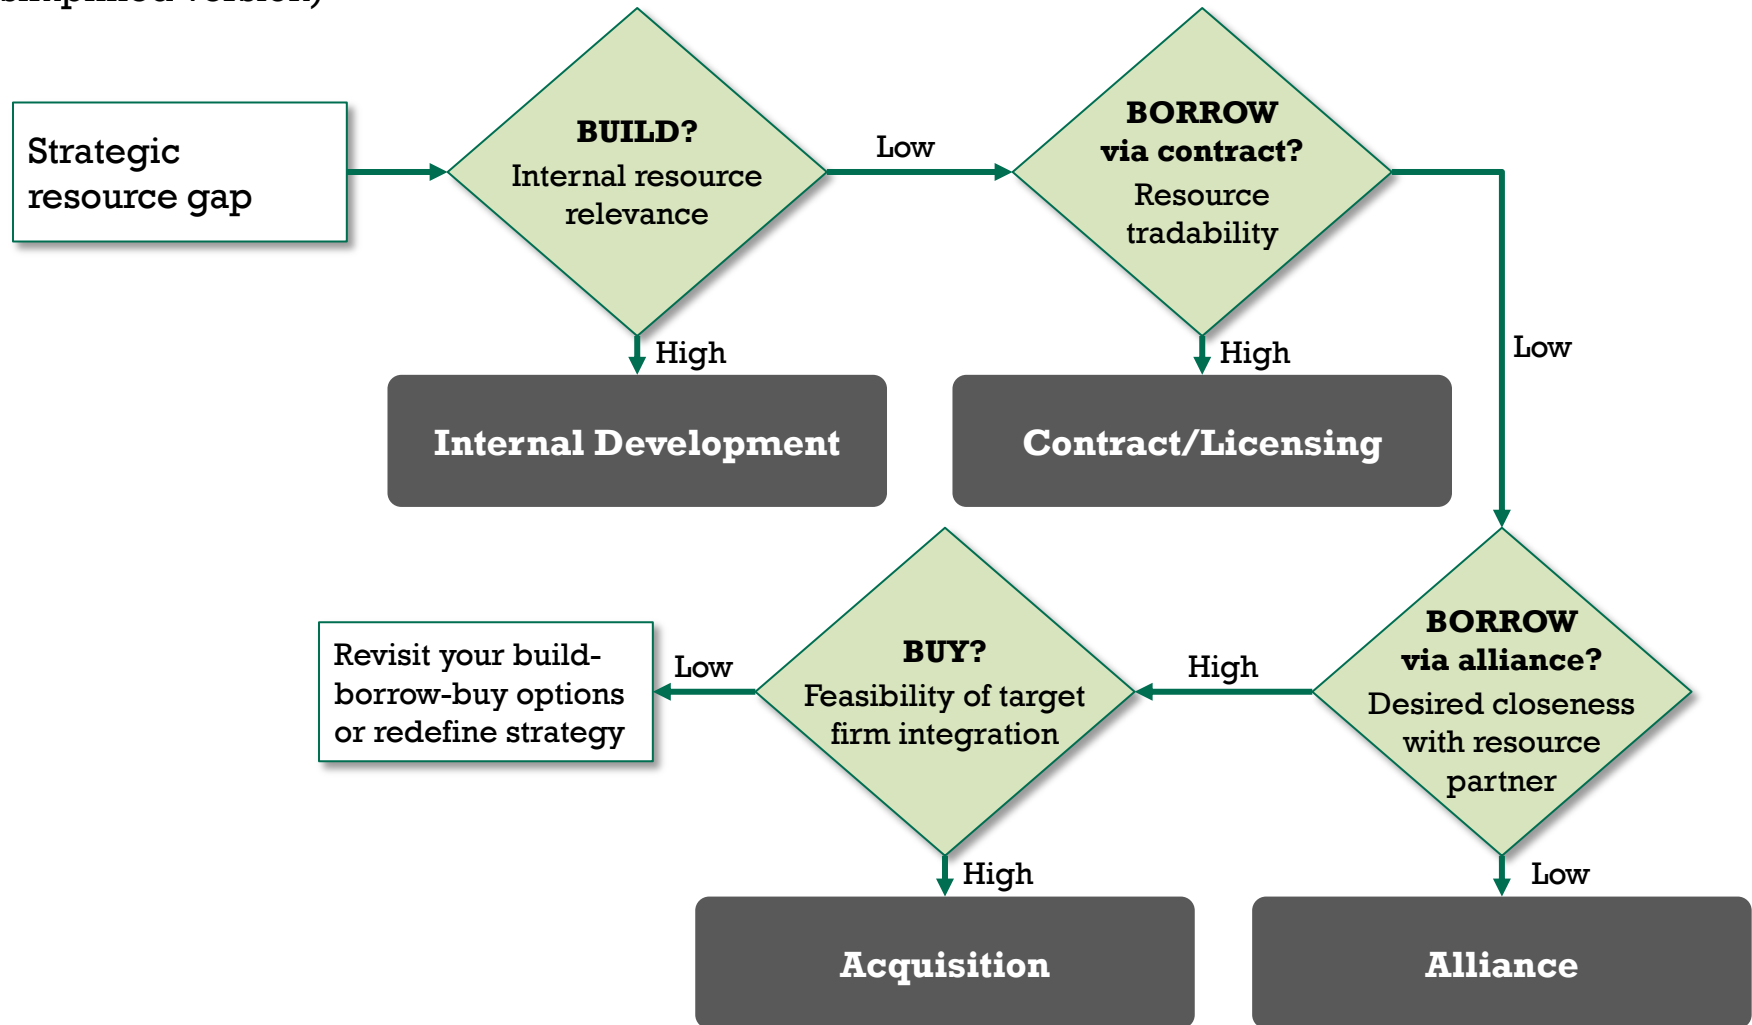 simplified version)
Strategic
resource gap
BUILD?
Internal resource
relevance
Low
High
Internal Development
BORROW
via contract?
Resource
tradability
High
Contract/Licensing
Low
BORROW
via alliance?
Desired closeness
with resource
partner
Low
Alliance
High
BUY?
Feasibility of target
firm integration
High
Acquisition
Low
Revisit your build-
borrow-buy options
or redefine strategy